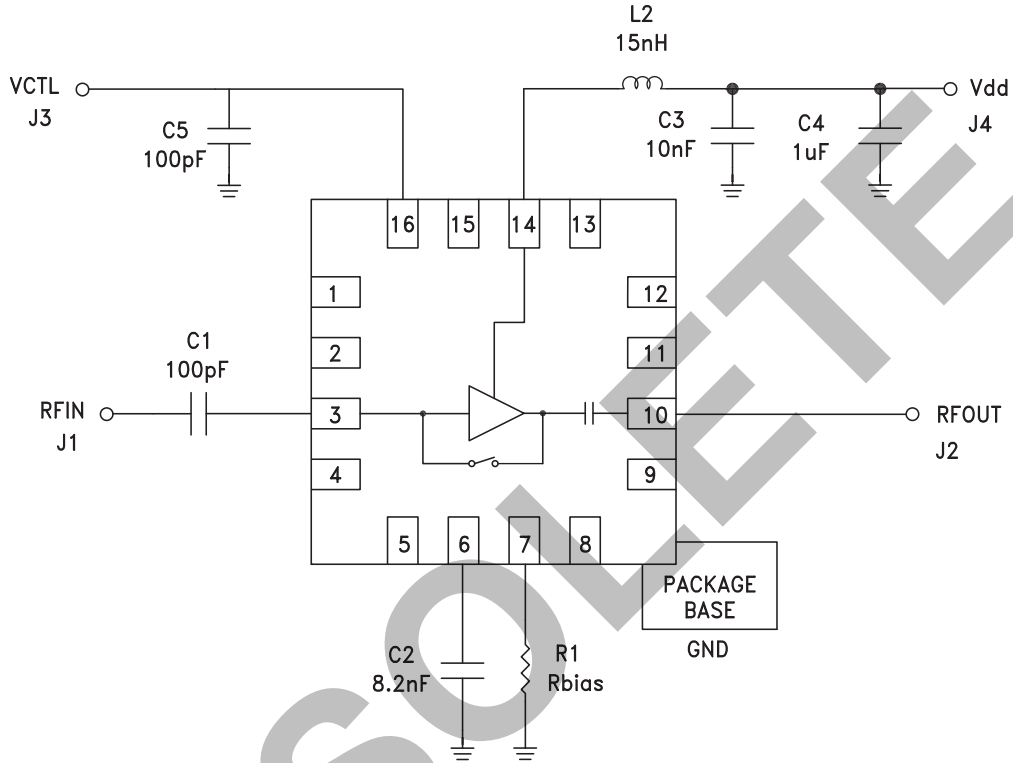 L2
15nH
VCTL
J3
Vdd
J4
C5
100pF
C3
10nF
C4
1uF
16
15
14
13
1
12
2
11
C1
100pF
RFIN
J1
3
10
RFOUT
J2
4
9
5
6
7
8
PACKAGE
BASE
GND
C2
8.2nF
R1
Rbias
SOLETE